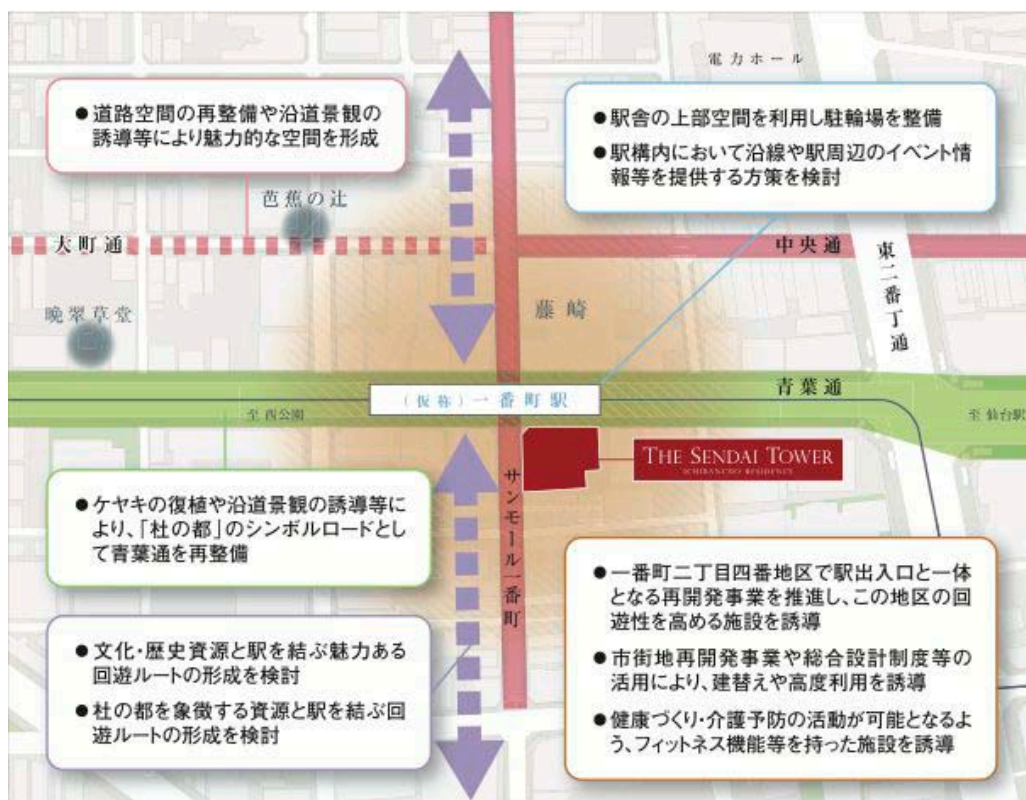 電力ホール
●道路空間の再整備や沿道景観の
誘導等により魅力的な空間を形成
●駅舎の上部空間を利用し駐輪場を整備
●駅構内において沿線や駅周辺のイベント情
報等を提供する方策を検討
芭蕉の辻
大町通
中央通
東二番丁通
晩翠草堂
藤崎
青葉通
(仮称)一番町駅
至 西公園
至 仙台駅
THE SENDAI TOWER
ICHIBANCHO RESIDENCE
サンモール一番町
●ケヤキの復植や沿道景観の誘導等によ
り、「杜の都」のシンボルロードとし
て青葉通を再整備
●文化・歴史資源と駅を結ぶ魅力ある
回遊ルートの形成を検討
●杜の都を象徴する資源と駅を結ぶ回
遊ルートの形成を検討
●一番町二丁目四番地区で駅出入口と一体
となる再開発事業を推進し、この地区の回
遊性を高める施設を誘導
●市街地再開発事業や総合設計制度等の
活用により、建替えや高度利用を誘導
●健康づくり・介護予防の活動が可能となるよ
う、フィットネス機能等を持った施設を誘導